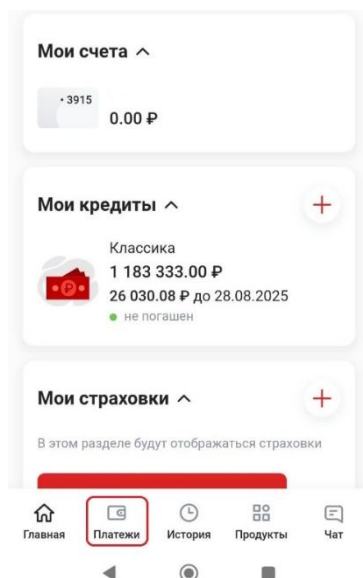 Мои счета
• 3915
0.00 ₽
Мои кредиты
Классика
1 183 333.00 ₽
26 030.08 ₽ до 28.08.2025
не погашен
Мои страховки
В этом разделе будут отображаться страховки
Главная Платежи История Продукты Чат